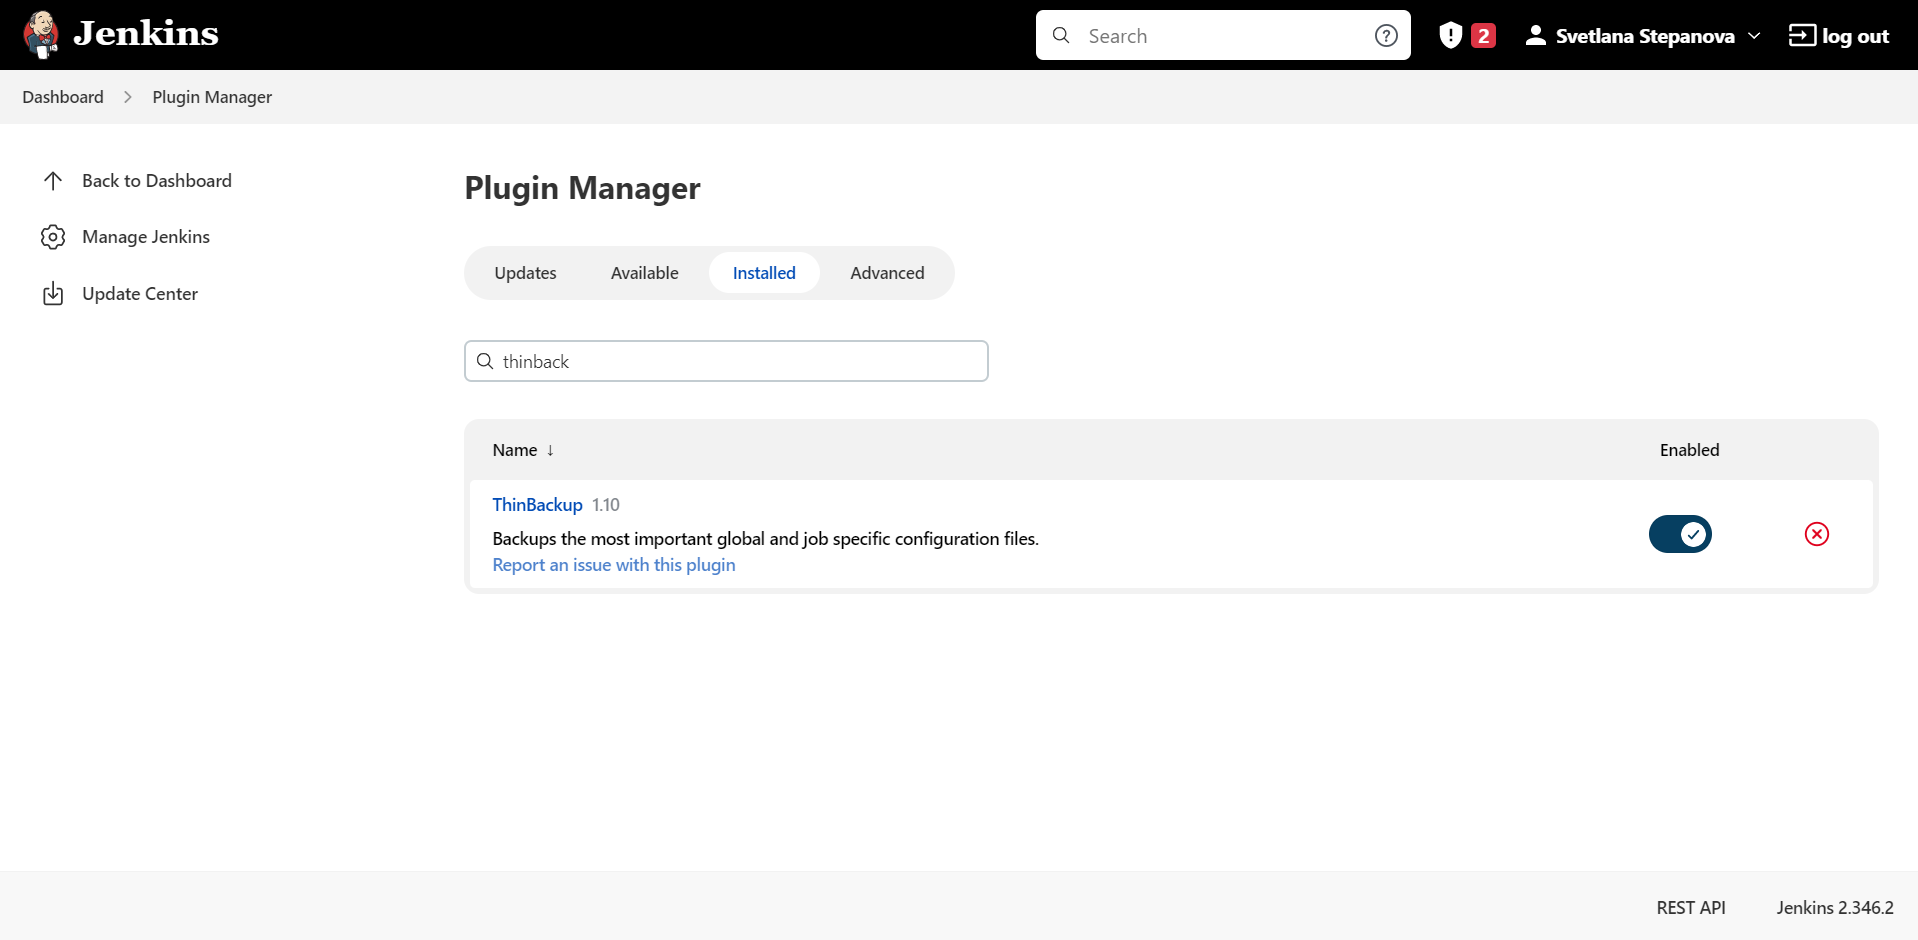 Jenkins
Search
2
Svetlana Stepanova
log out
Dashboard
Plugin Manager
Back to Dashboard
Manage Jenkins
Update Center
Plugin Manager
Updates
Available
Installed
Advanced
thinback
Name ↓
Enabled
ThinBackup 1.10
Backups the most important global and job specific configuration files.
Report an issue with this plugin
REST API
Jenkins 2.346.2